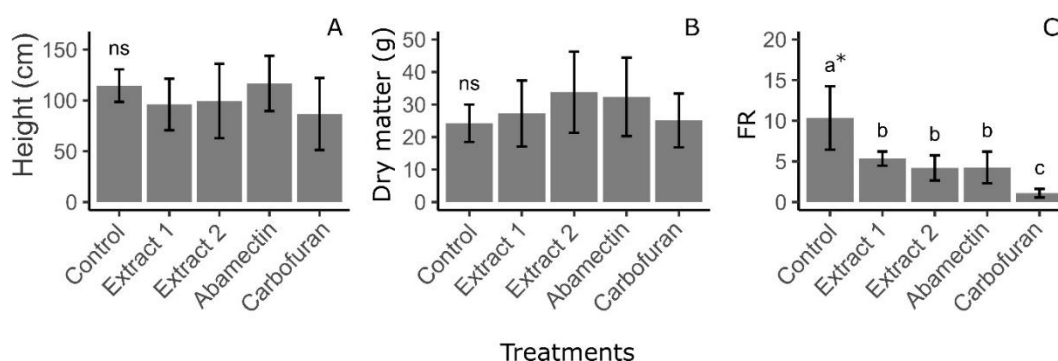 A
Height (cm)
150
100
50
0
ns
Control
Extract 1
Extract 2
Abamectin
Carbofuran
B
Dry matter (g)
50
40
30
20
10
0
ns
Control
Extract 1
Extract 2
Abamectin
Carbofuran
C
FR
20
15
10
5
0
a*
b
b
b
c
Control
Extract 1
Extract 2
Abamectin
Carbofuran
Treatments